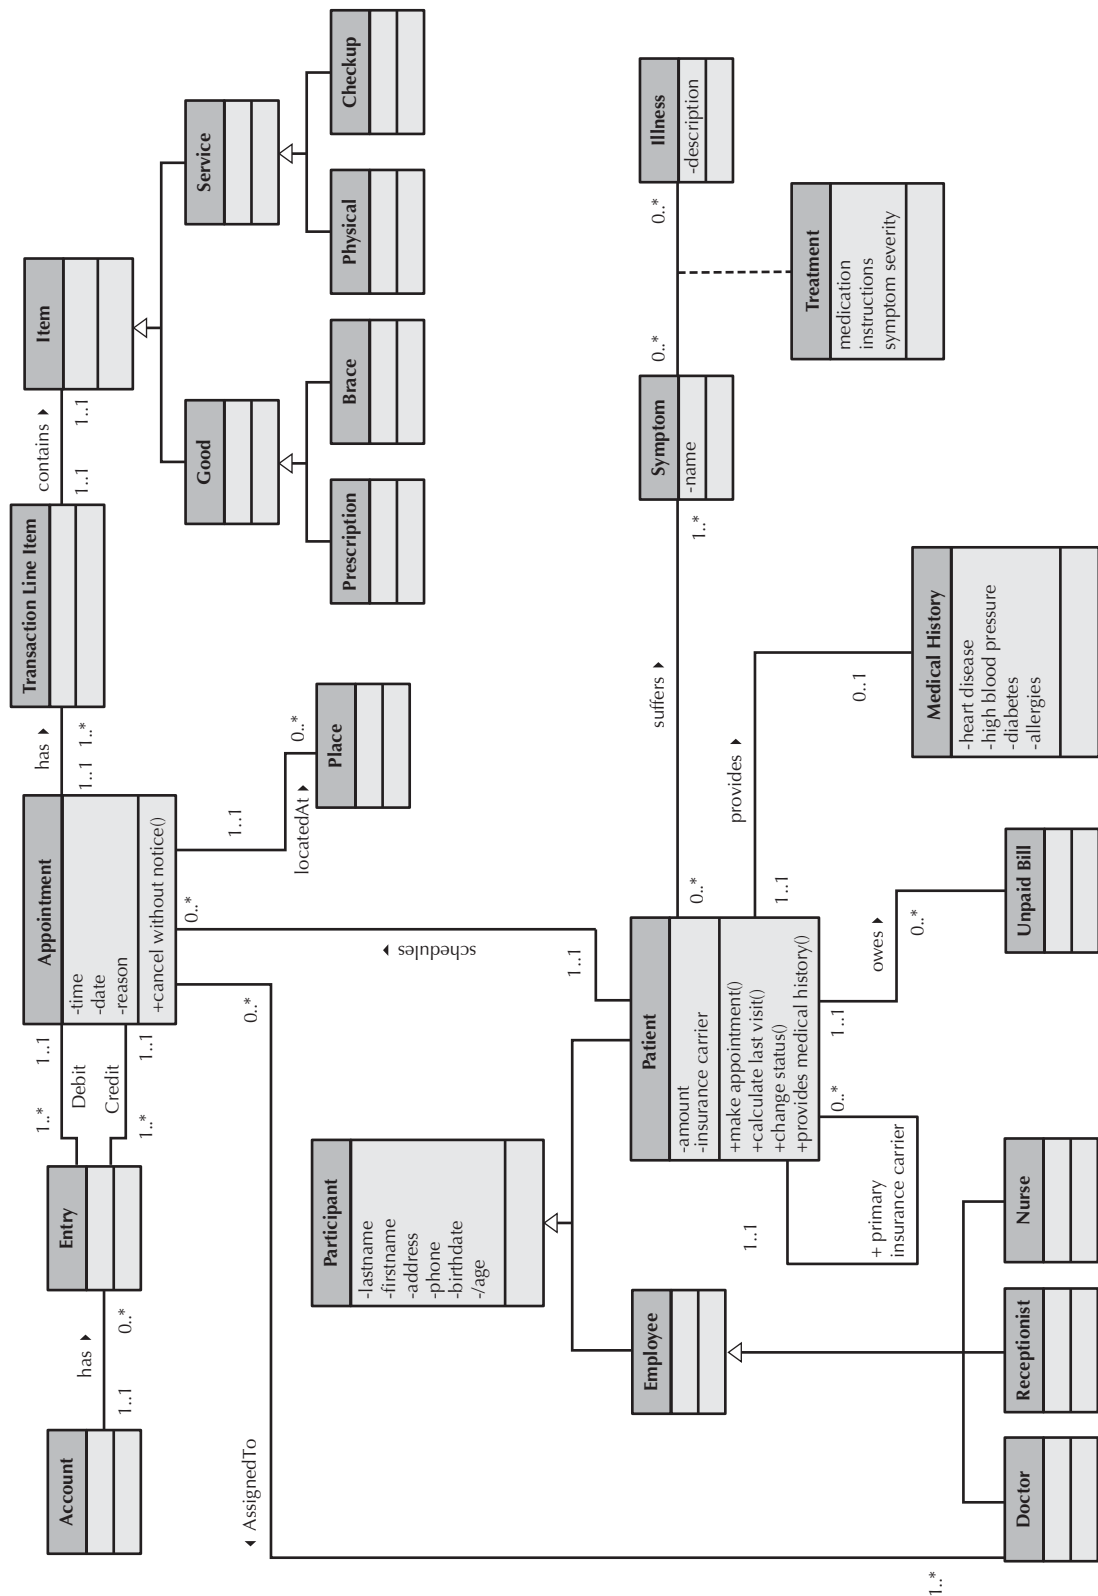 Account
has ▶
1..1
0..*
Entry
1..*
1..1
Debit
Credit
1..*
1..1
Appointment
-time
-date
-reason
+cancel without notice()
has ▶
1..1
1..*
Transaction Line Item
contains ▶
1..1
1..1
Item
Good
Service
Prescription
Brace
Physical
Checkup
1..1
locatedAt ▶
0..*
Place
◀ AssignedTo
0..*
1..*
0..*
schedules ▶
1..1
Participant
-lastname
-firstname
-address
-phone
-birthdate
-/age
Employee
Patient
-amount
-insurance carrier
+make appointment()
+calculate last visit()
+change status()
+provides medical history()
1..1
0..*
+ primary
insurance carrier
0..*
suffers ▶
1..*
Symptom
-name
0..*
0..*
Illness
-description
Treatment
medication
instructions
symptom severity
1..1
provides ▶
0..1
Medical History
-heart disease
-high blood pressure
-diabetes
-allergies
1..1
owes ▶
0..*
Unpaid Bill
Doctor
Receptionist
Nurse